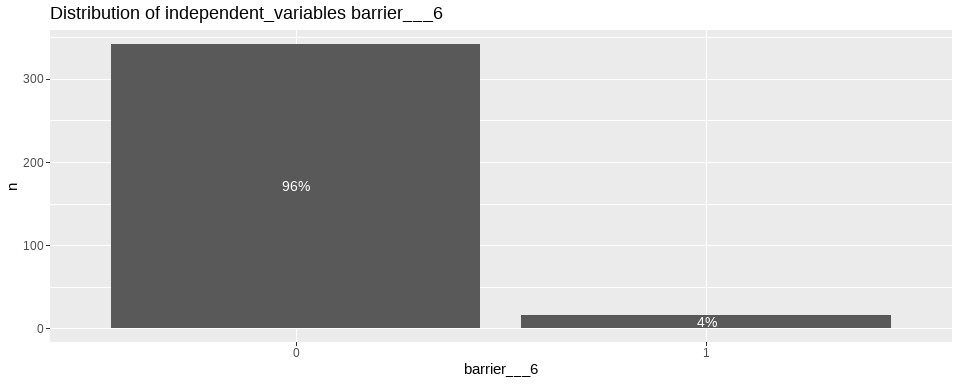 Distribution of independent_variables barrier___6
n
300
200
100
0
96%
4%
0 1
barrier___6